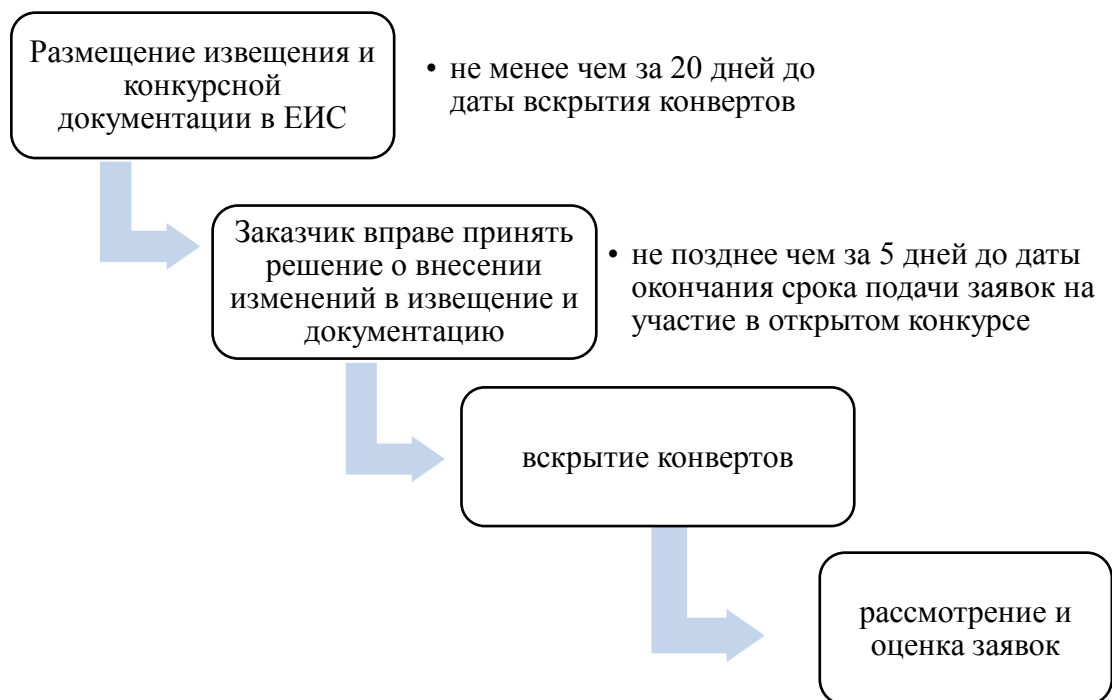 Размещение извещения и
конкурсной
документации в ЕИС
• не менее чем за 20 дней до
даты вскрытия конвертов
Заказчик вправе принять
решение о внесении
изменений в извещение и
документацию
• не позднее чем за 5 дней до даты
окончания срока подачи заявок на
участие в открытом конкурсе
вскрытие конвертов
рассмотрение и
оценка заявок